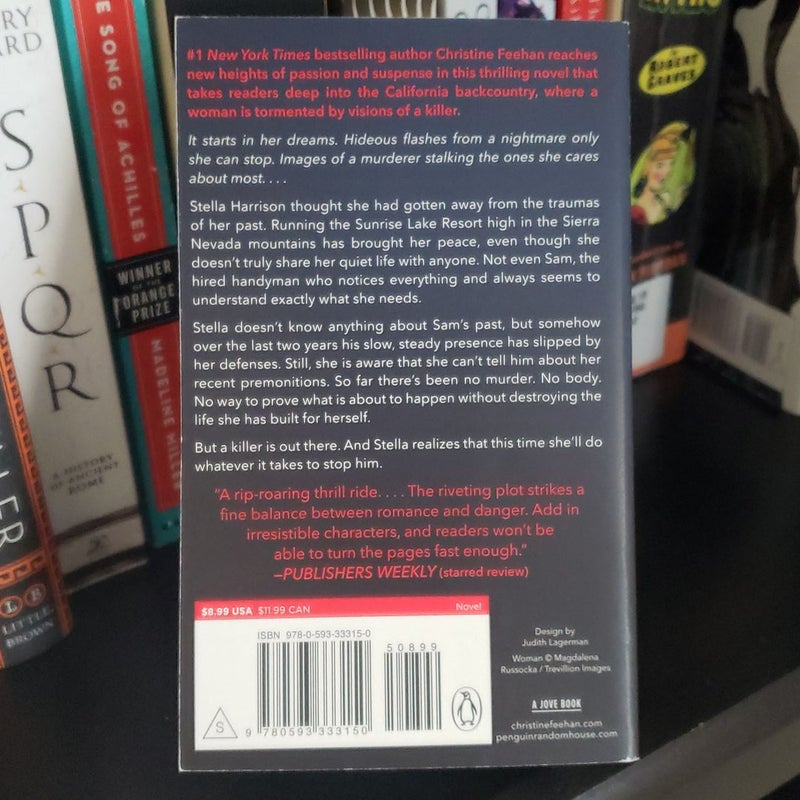 #1 New York Times bestselling author Christine Feehan reaches
new heights of passion and suspense in this thrilling novel that
takes readers deep into the California backcountry, where a
woman is tormented by visions of a killer.
It starts in her dreams. Hideous flashes from a nightmare only
she can stop. Images of a murderer stalking the ones she cares
about most. . . .
Stella Harrison thought she had gotten away from the traumas
of her past. Running the Sunrise Lake Resort high in the Sierra
Nevada mountains has brought her peace, even though she
doesn't truly share her quiet life with anyone. Not even Sam, the
hired handyman who notices everything and always seems to
understand exactly what she needs.
Stella doesn't know anything about Sam's past, but somehow
over the last two years his slow, steady presence has slipped by
her defenses. Still, she is aware that she can't tell him about her
recent premonitions. So far there's been no murder. No body.
No way to prove what is about to happen without destroying the
life she has built for herself.
But a killer is out there. And Stella realizes that this time she'll do
whatever it takes to stop him.
"A rip-roaring thrill ride. . . . The riveting plot strikes a
fine balance between romance and danger. Add in
irresistible characters, and readers won't be
able to turn the pages fast enough."
—PUBLISHERS WEEKLY (starred review)
$8.99 USA $11.99 CAN Novel
ISBN 978-0-593-33315-0
50899
S
9 780593 333150
Design by
Judith Lagerman
Woman © Magdalena
Russocka / Trevillion Images
A JOVE BOOK
christinefeehan.com
penguinrandomhouse.com
SPQR
A HISTORY
OF ANCIENT
ROME
E SONG OF ACHILLES
WINNER
OF THE
ORANGE
PRIZE
MADELINE MILLER
LER
L B
LITTLE
BROWN
ROBERT
GRAVES